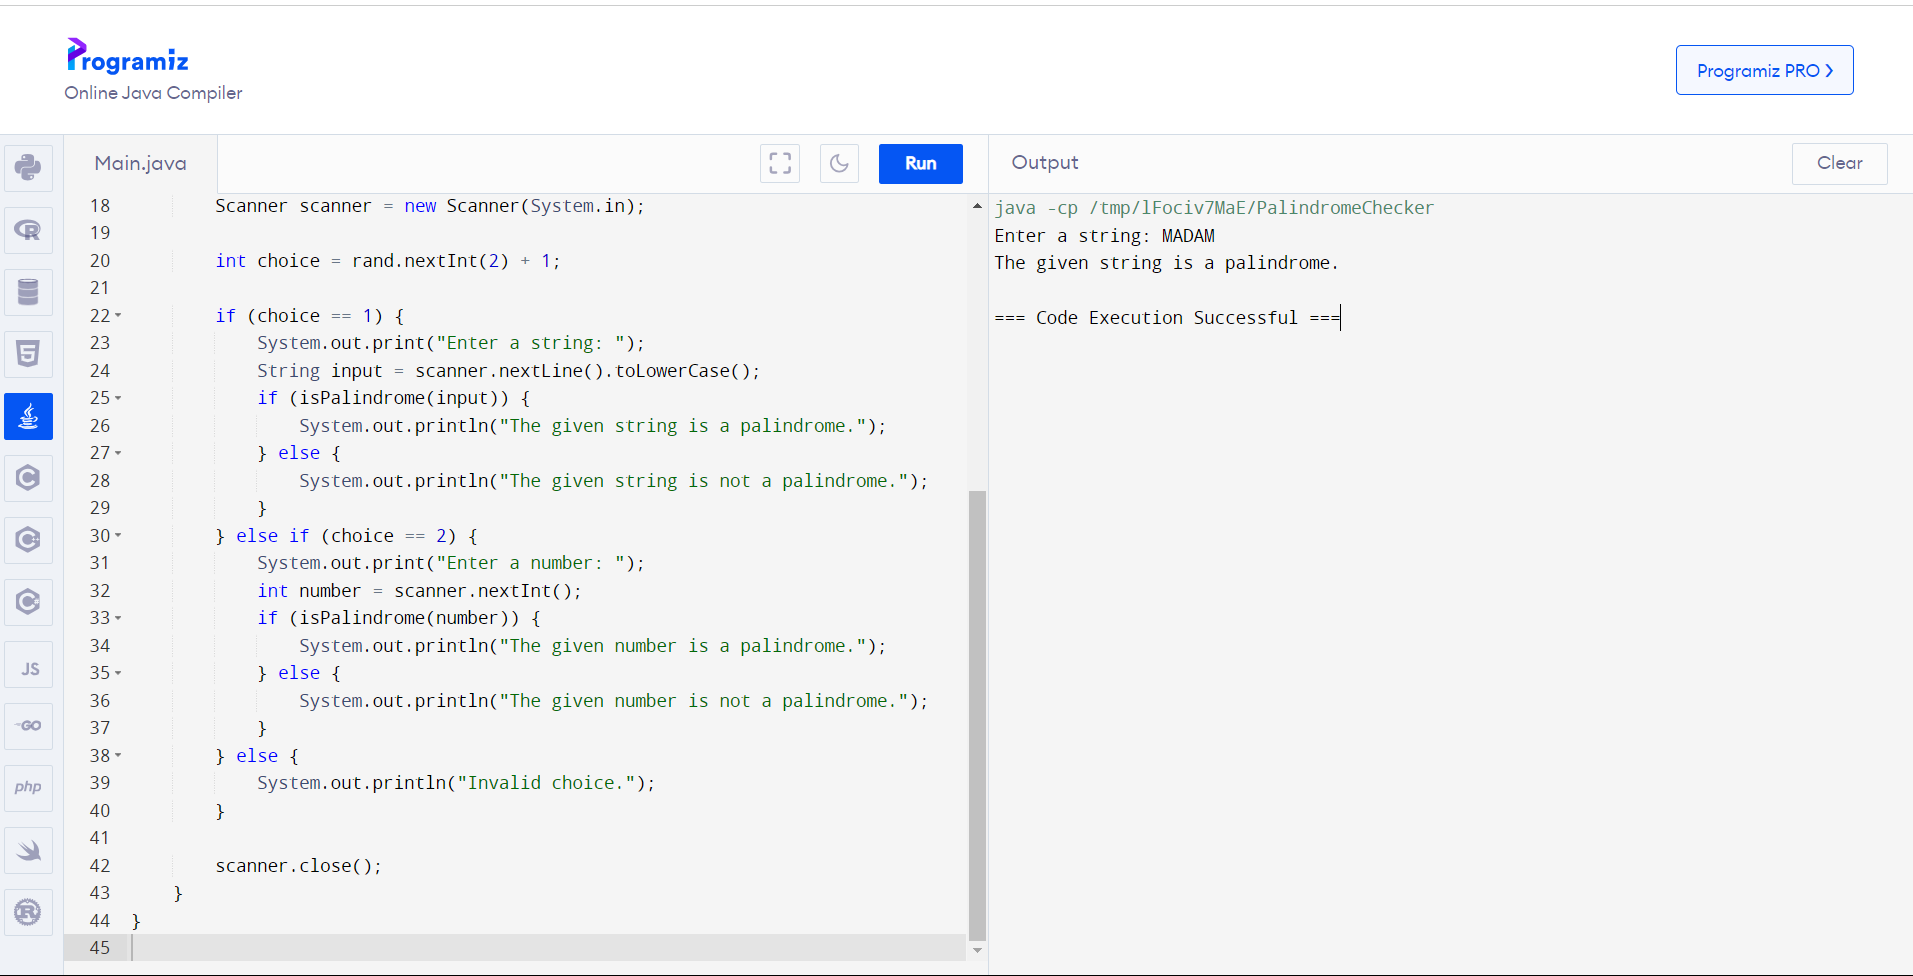 Programiz
Online Java Compiler
Programiz PRO ❯
Main.java
Run
18 Scanner scanner = new Scanner(System.in);
19
20 int choice = rand.nextInt(2) + 1;
21
22 if (choice == 1) {
23 System.out.print("Enter a string: ");
24 String input = scanner.nextLine().toLowerCase();
25 if (isPalindrome(input)) {
26 System.out.println("The given string is a palindrome.");
27 } else {
28 System.out.println("The given string is not a palindrome.");
29 }
30 } else if (choice == 2) {
31 System.out.print("Enter a number: ");
32 int number = scanner.nextInt();
33 if (isPalindrome(number)) {
34 System.out.println("The given number is a palindrome.");
35 } else {
36 System.out.println("The given number is not a palindrome.");
37 }
38 } else {
39 System.out.println("Invalid choice.");
40 }
41
42 scanner.close();
43 }
44 }
45
Output
Clear
java -cp /tmp/lFociv7MaE/PalindromeChecker
Enter a string: MADAM
The given string is a palindrome.
=== Code Execution Successful ===
R
5
C
C++
C#
JS
GO
php
R